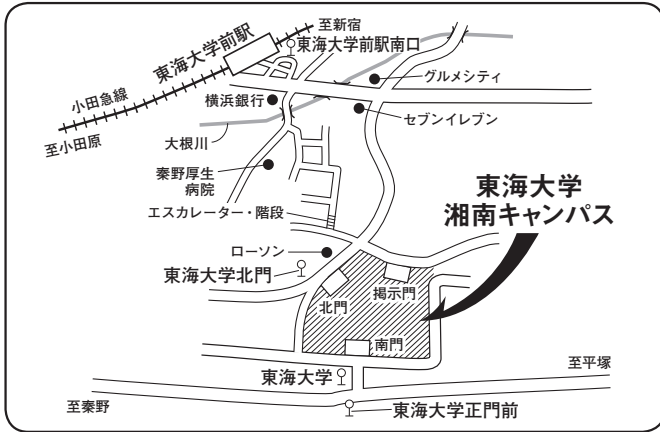 至新宿
東海大学前駅
東海大学前駅南口
グルメシティ
小田急線
横浜銀行
セブンイレブン
至小田原
大根川
秦野厚生
病院
東海大学
湘南キャンパス
エスカレーター・階段
ローソン
東海大学北門
掲示門
北門
南門
至平塚
東海大学
至秦野
東海大学正門前